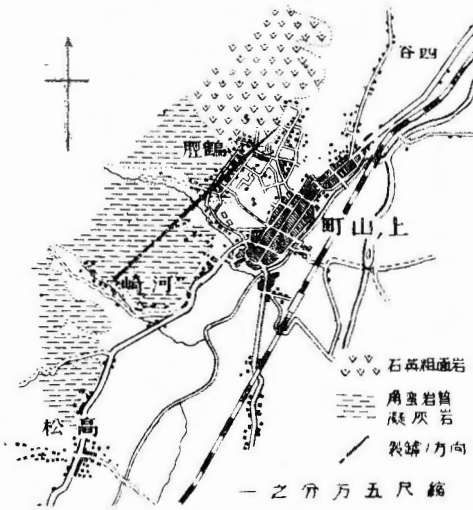 四谷
鶴脛
上山町
河崎
高松
石英粗面岩
角蛮岩質
凝灰岩
裂罅ノ方向
縮尺五万分之一